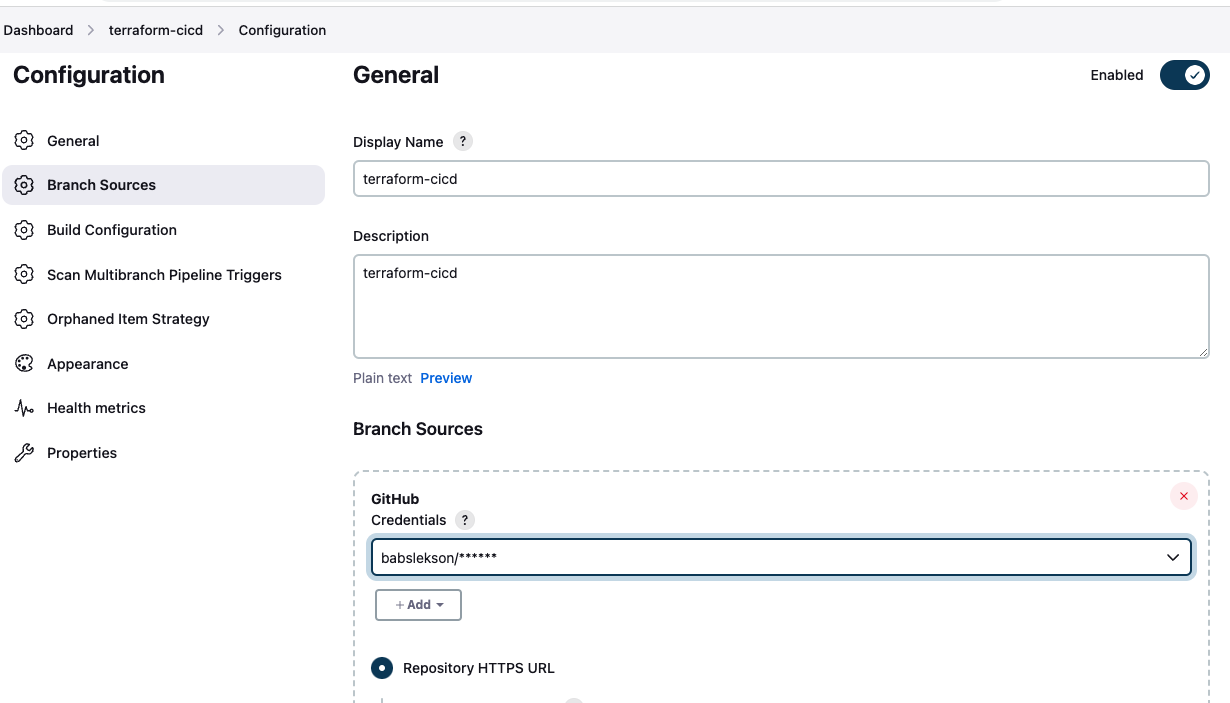 Dashboard > terraform-cicd > Configuration
Configuration
General
Branch Sources
Build Configuration
Scan Multibranch Pipeline Triggers
Orphaned Item Strategy
Appearance
Health metrics
Properties
General
Enabled
Display Name ?
terraform-cicd
Description
terraform-cicd
Plain text Preview
Branch Sources
GitHub
Credentials ?
babslekson/******
+ Add
Repository HTTPS URL